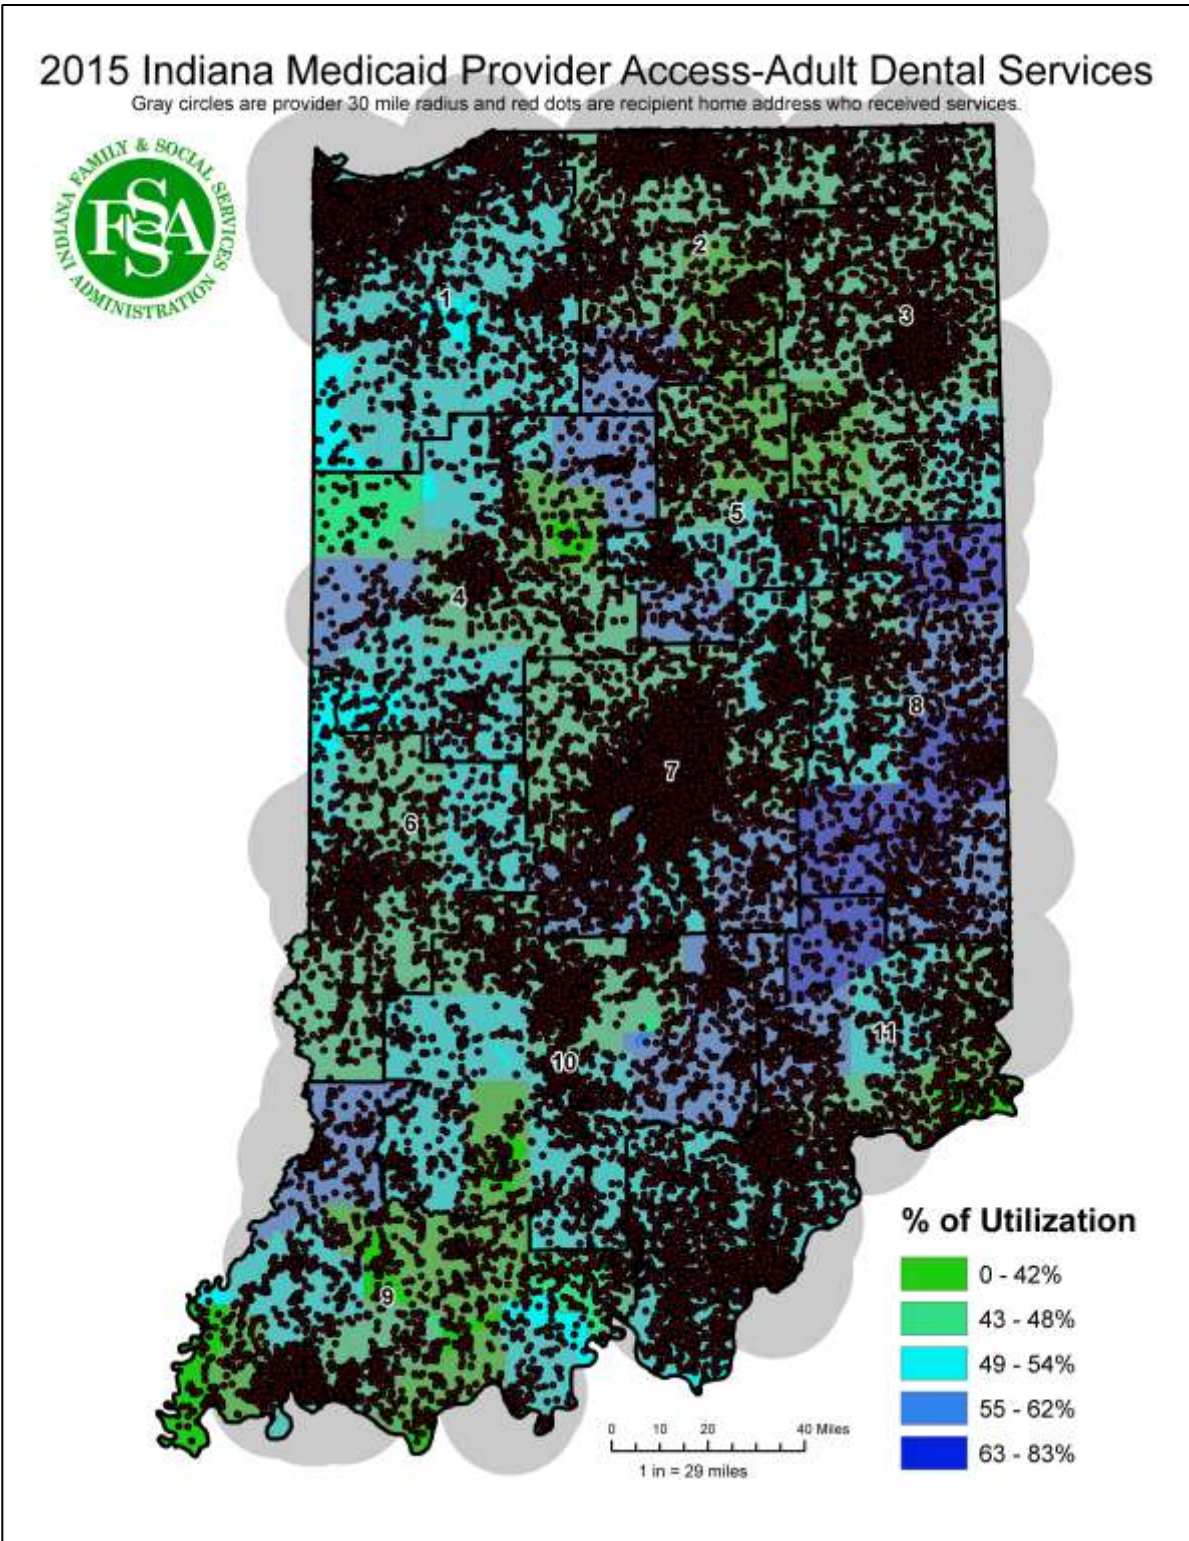 2015 Indiana Medicaid Provider Access-Adult Dental Services
Gray circles are provider 30 mile radius and red dots are recipient home address who received services.
INDIANA FAMILY & SOCIAL SERVICES
ADMINISTRATION
FSSA
1
2
3
4
5
6
7
8
9
10
11
% of Utilization
0 - 42%
43 - 48%
49 - 54%
55 - 62%
63 - 83%
0 10 20 40 Miles
1 in = 29 miles